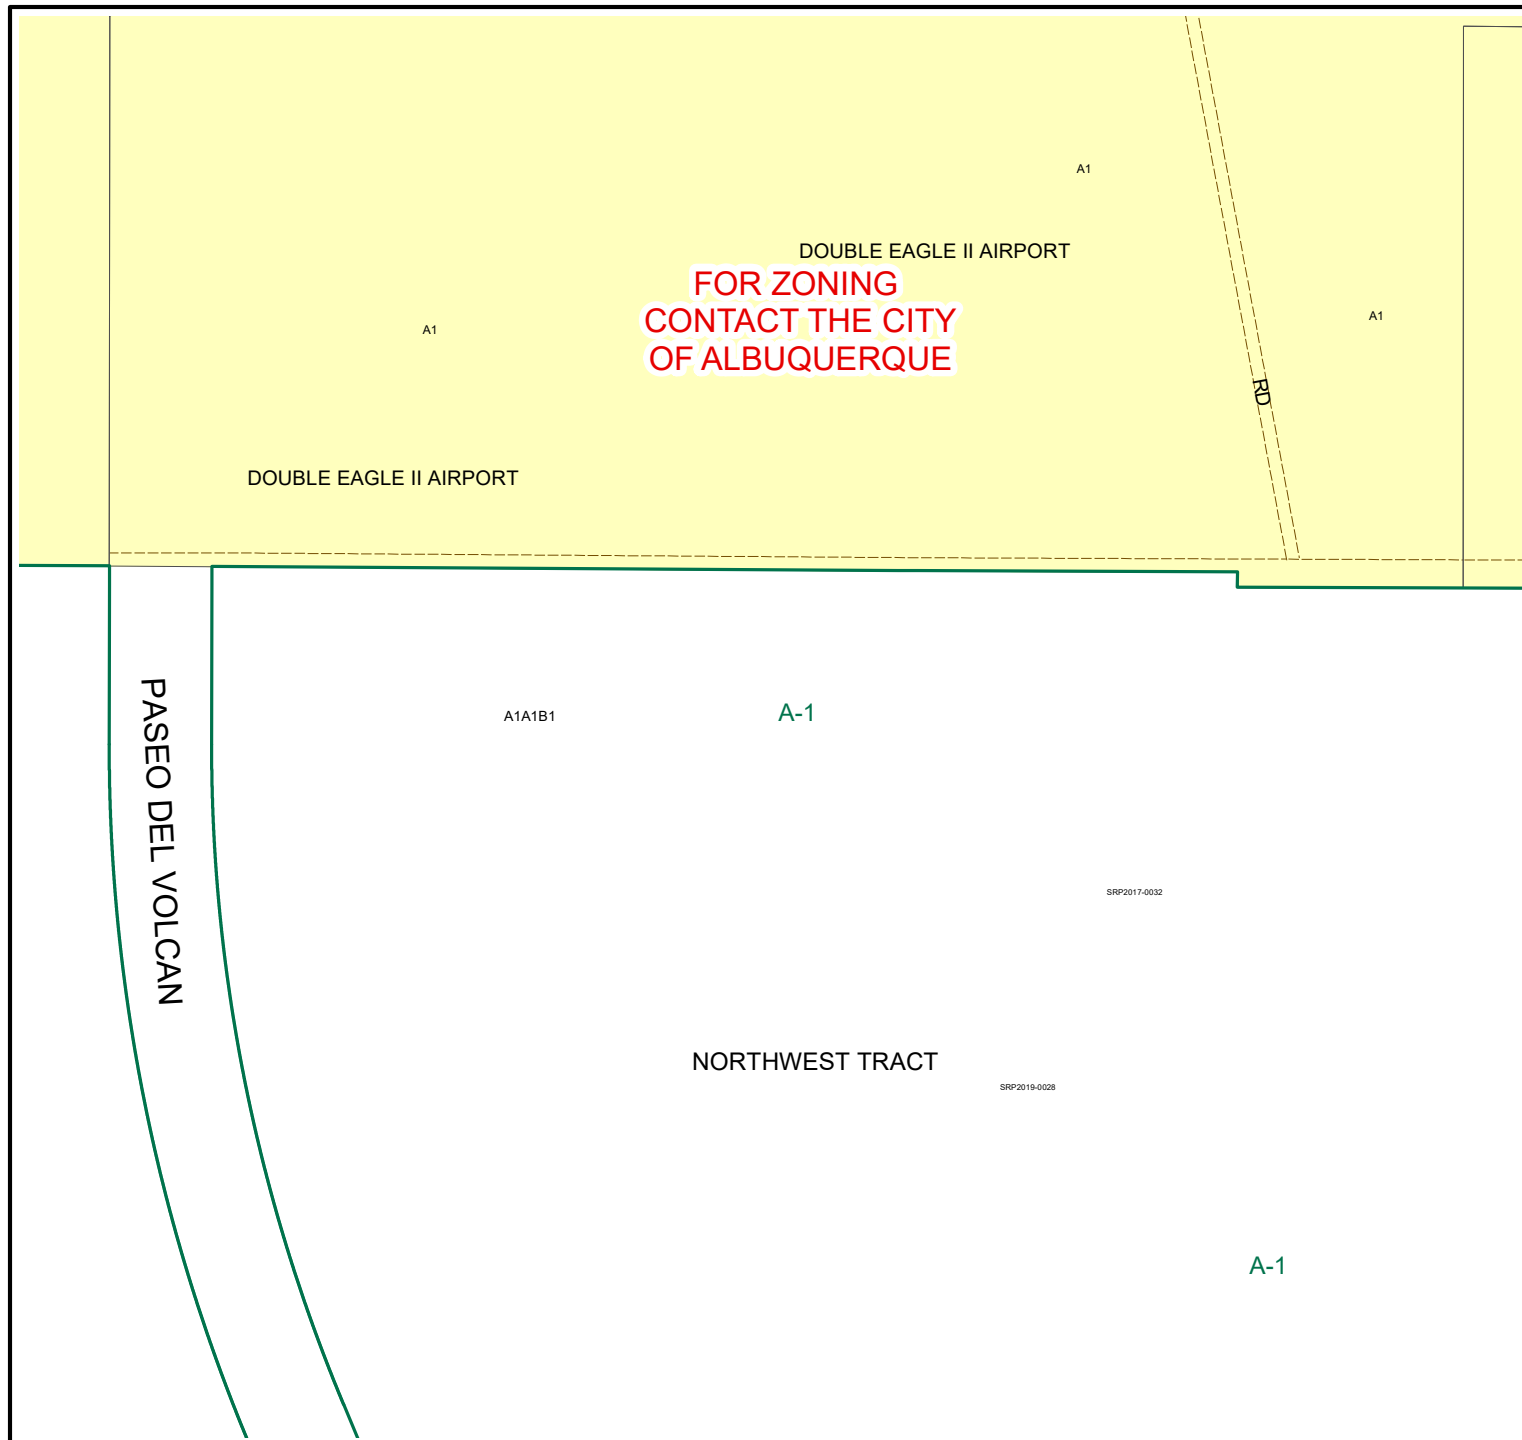 A1
DOUBLE EAGLE II AIRPORT
FOR ZONING
CONTACT THE CITY
OF ALBUQUERQUE
A1
A1
RD
DOUBLE EAGLE II AIRPORT
PASEO DEL VOLCAN
A1A1B1
A-1
SRP2017-0032
NORTHWEST TRACT
SRP2019-0028
A-1